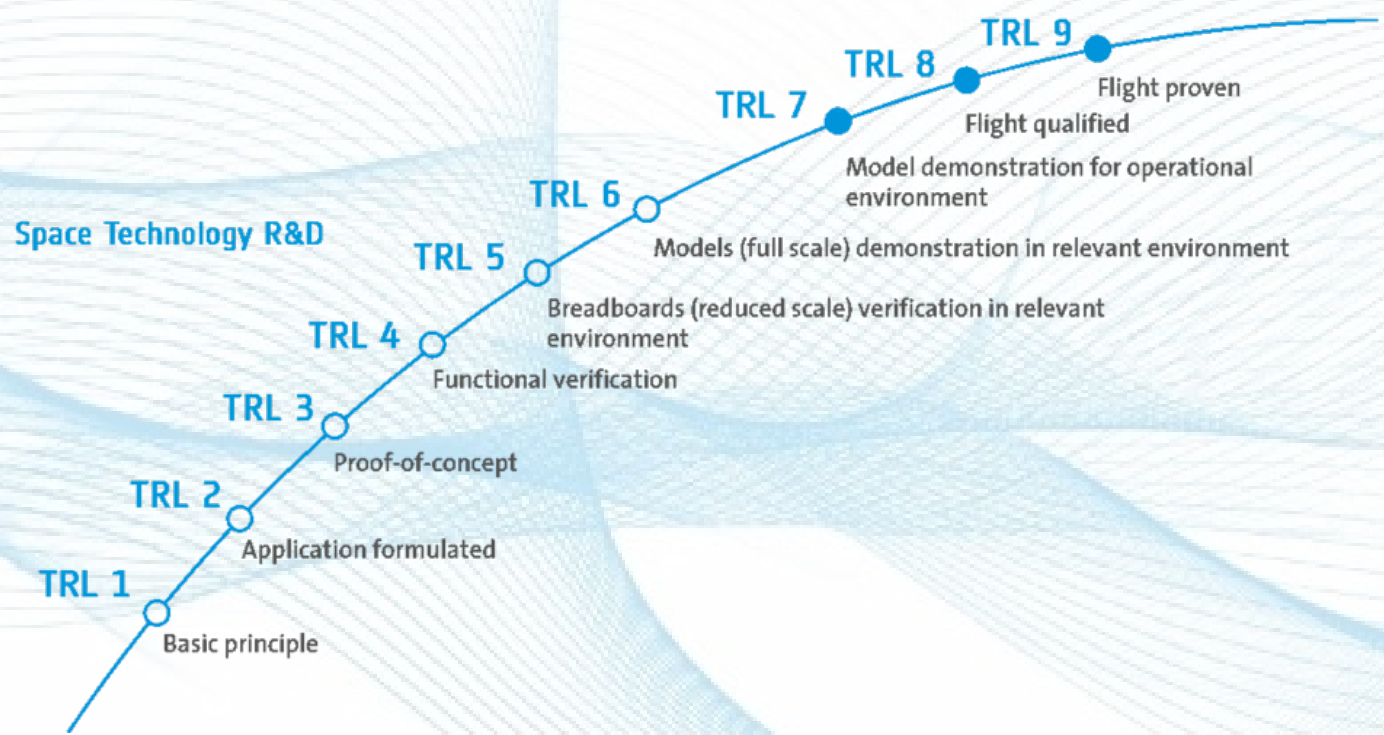 TRL 9
Flight proven
TRL 8
Flight qualified
TRL 7
Model demonstration for operational
environment
TRL 6
Models (full scale) demonstration in relevant environment
Space Technology R&D
TRL 5
Breadboards (reduced scale) verification in relevant
environment
TRL 4
Functional verification
TRL 3
Proof-of-concept
TRL 2
Application formulated
TRL 1
Basic principle